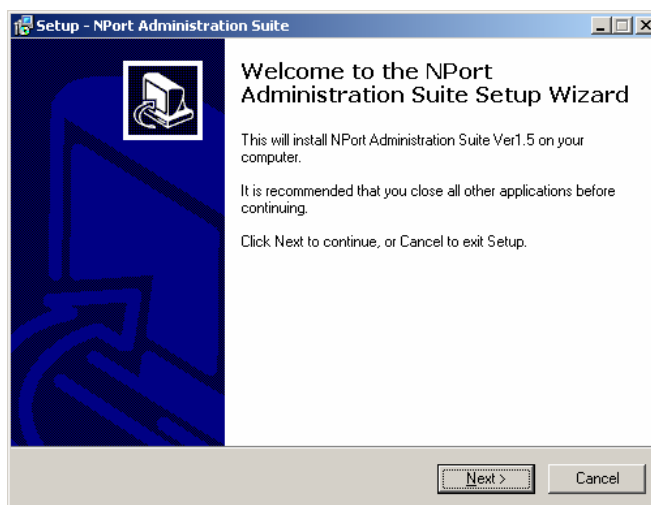 Setup - NPort Administration Suite
Welcome to the NPort
Administration Suite Setup Wizard
This will install NPort Administration Suite Ver1.5 on your
computer.
It is recommended that you close all other applications before
continuing.
Click Next to continue, or Cancel to exit Setup.
Next > Cancel